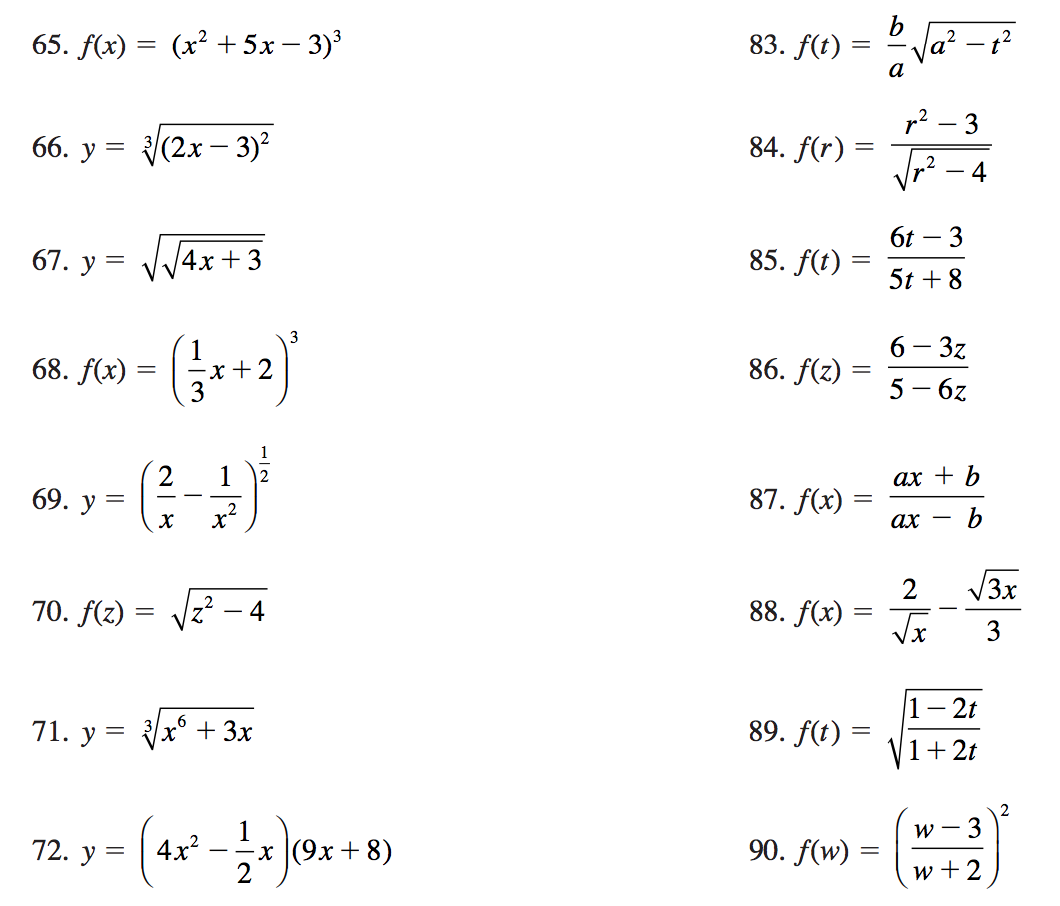 65. f(x) = (x² + 5x − 3)³
66. y = ∛((2x − 3)²)
67. y = √(√(4x + 3))
68. f(x) = (1/3 x + 2)³
69. y = (2/x − 1/x²)^(1/2)
70. f(z) = √(z² − 4)
71. y = ∛(x⁶ + 3x)
72. y = (4x² − 1/2 x)(9x + 8)
83. f(t) = b/a √(a² − t²)
84. f(r) = (r² − 3)/√(r² − 4)
85. f(t) = (6t − 3)/(5t + 8)
86. f(z) = (6 − 3z)/(5 − 6z)
87. f(x) = (ax + b)/(ax − b)
88. f(x) = 2/√x − √(3x)/3
89. f(t) = √((1 − 2t)/(1 + 2t))
90. f(w) = ((w − 3)/(w + 2))²